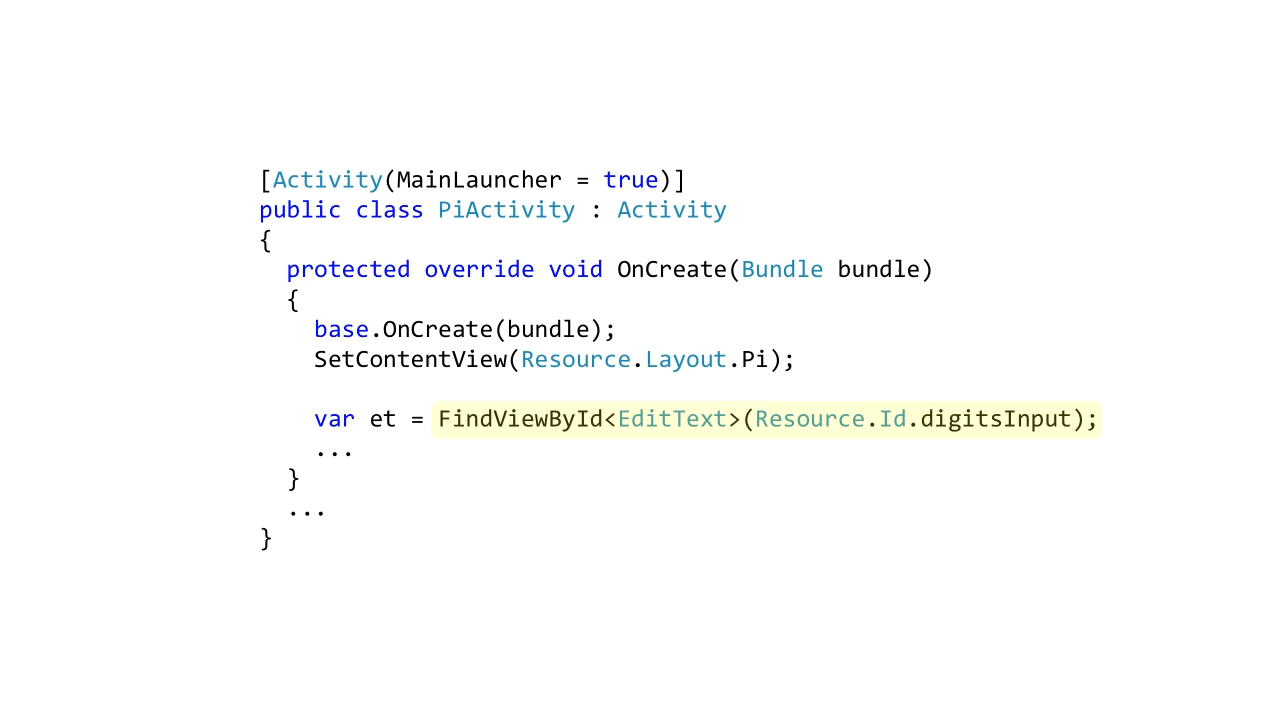 [Activity(MainLauncher = true)]
public class PiActivity : Activity
{
  protected override void OnCreate(Bundle bundle)
  {
    base.OnCreate(bundle);
    SetContentView(Resource.Layout.Pi);

    var et = FindViewById<EditText>(Resource.Id.digitsInput);
    ...
  }
  ...
}